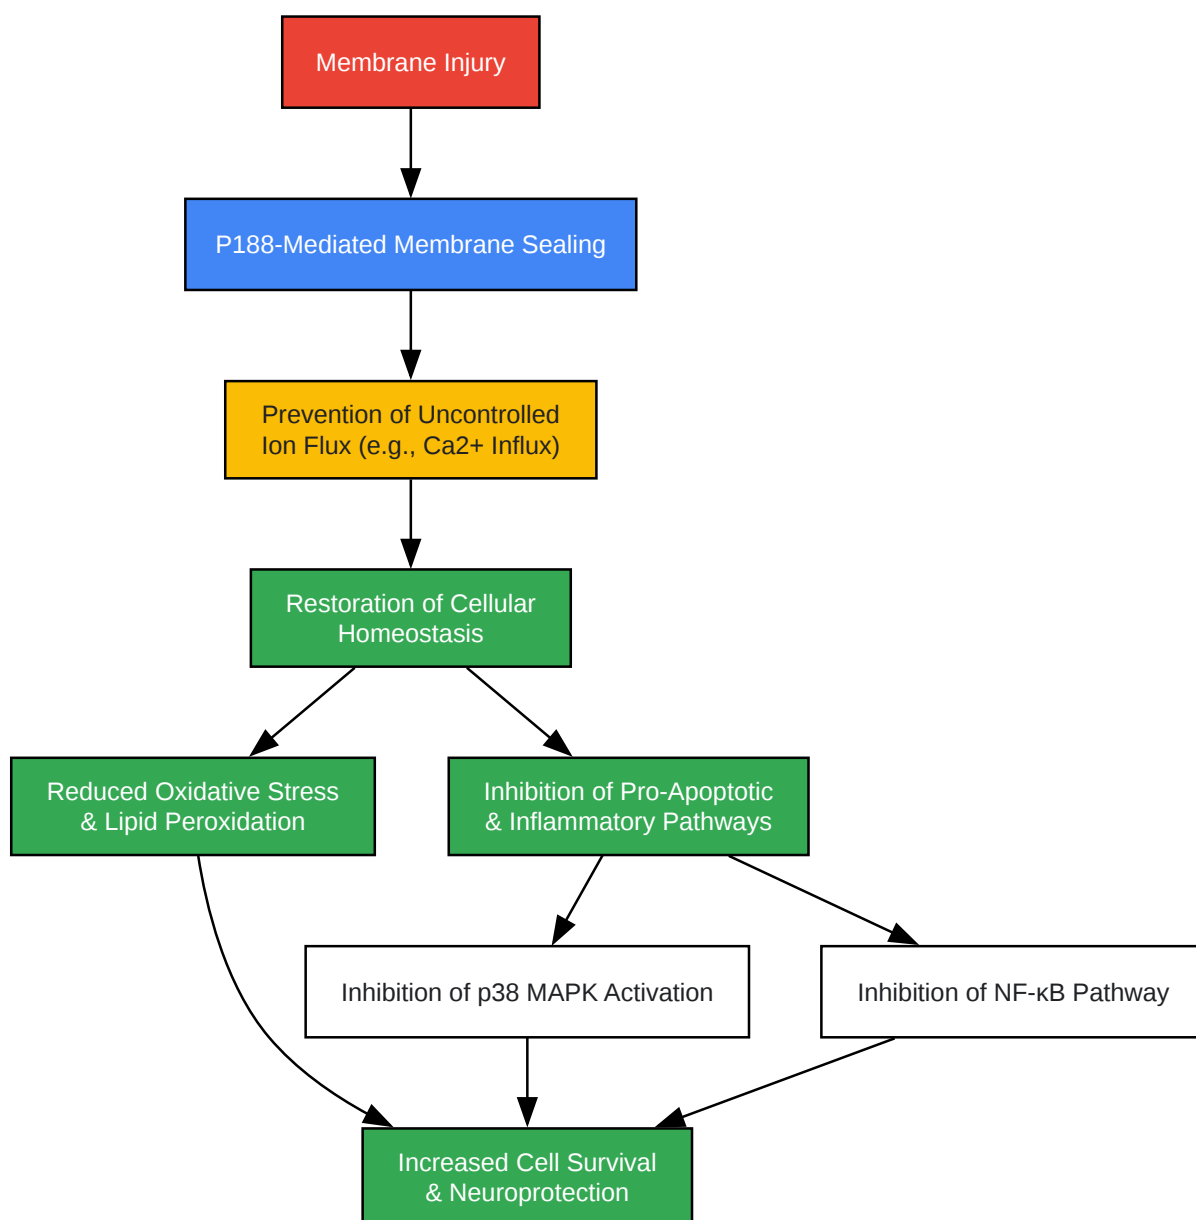 Membrane Injury
P188-Mediated Membrane Sealing
Prevention of Uncontrolled
Ion Flux (e.g., Ca2+ Influx)
Restoration of Cellular
Homeostasis
Reduced Oxidative Stress
& Lipid Peroxidation
Inhibition of Pro-Apoptotic
& Inflammatory Pathways
Inhibition of p38 MAPK Activation
Inhibition of NF-κB Pathway
Increased Cell Survival
& Neuroprotection